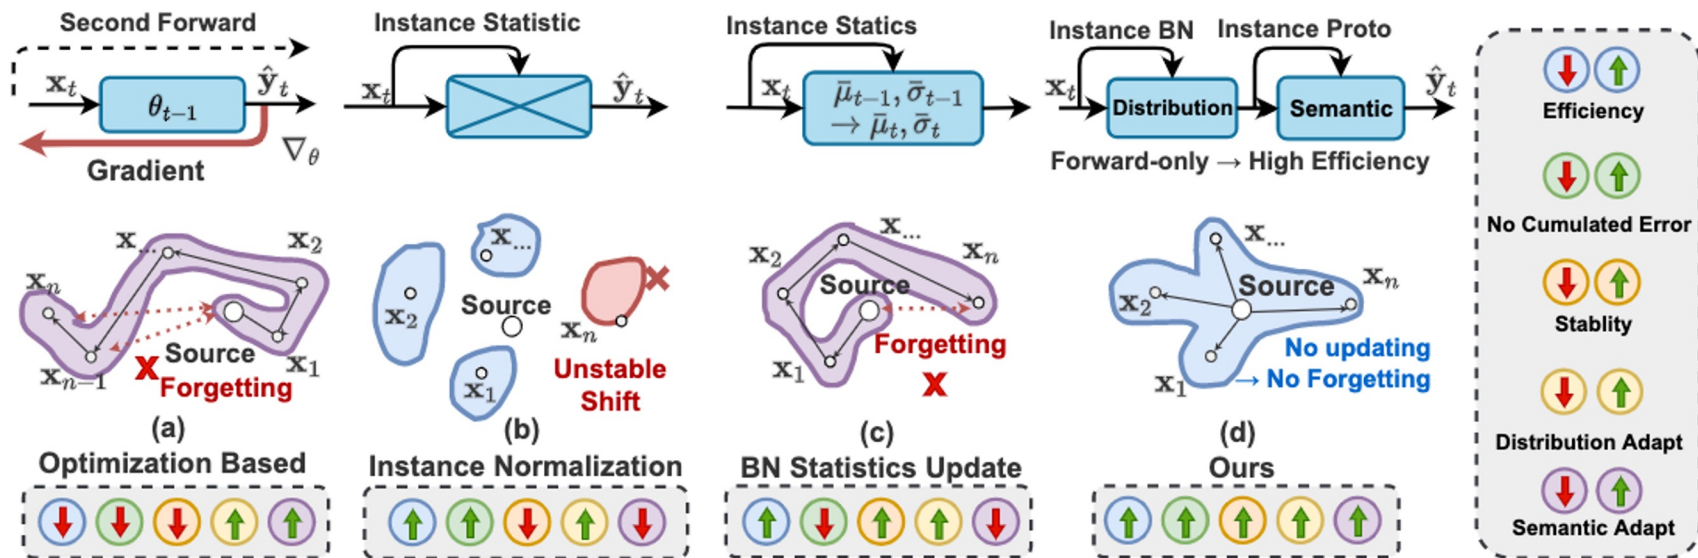 Second Forward
x_t
θ_{t−1}
ŷ_t
∇_θ
Gradient
x_n
x_{...}
x_2
x_{n−1}
Source
x_1
X Forgetting
(a)
Optimization Based
Instance Statistic
x_t
ŷ_t
x_{...}
x_2
Source
x_n
x_1
Unstable
Shift
(b)
Instance Normalization
Instance Statics
x_t
μ̄_{t−1}, σ̄_{t−1}
→ μ̄_t, σ̄_t
x_2
x_{...}
x_n
Source
Forgetting
x_1
X
(c)
BN Statistics Update
Instance BN
Instance Proto
x_t
Distribution
Semantic
ŷ_t
Forward-only → High Efficiency
x_{...}
x_2
Source
x_n
No updating
x_1
→ No Forgetting
(d)
Ours
Efficiency
No Cumulated Error
Stablity
Distribution Adapt
Semantic Adapt